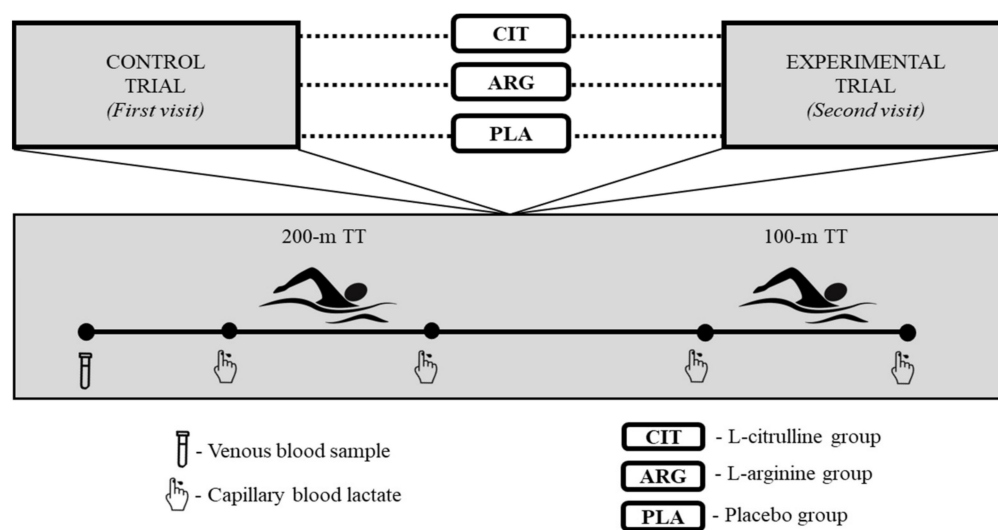 CONTROL
TRIAL
(First visit)
CIT
ARG
PLA
EXPERIMENTAL
TRIAL
(Second visit)
200-m TT
100-m TT
- Venous blood sample
- Capillary blood lactate
CIT - L-citrulline group
ARG - L-arginine group
PLA - Placebo group